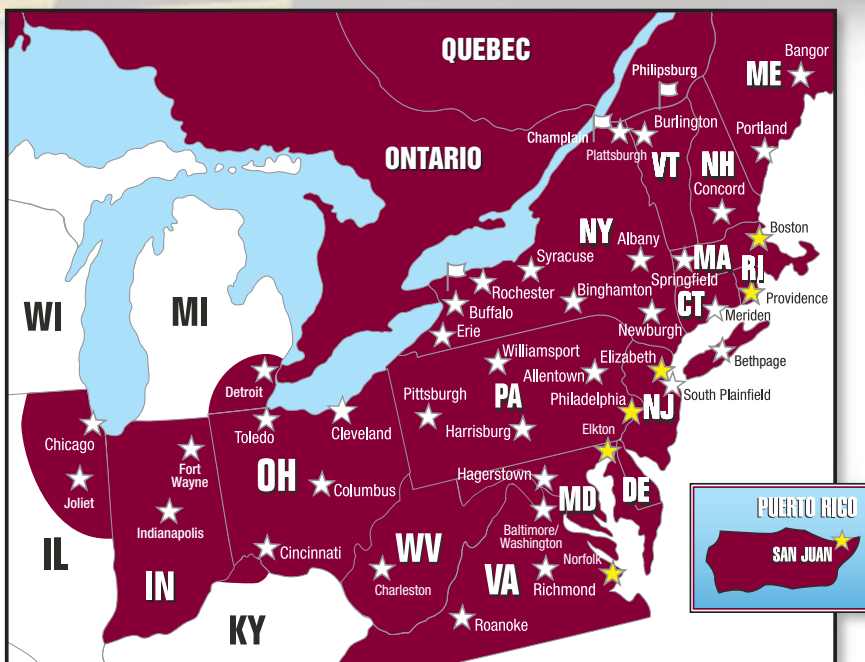 QUEBEC
Bangor
ME
Philipsburg
Champlain
Burlington
Plattsburgh
Portland
ONTARIO
VT
NH
Concord
NY
Albany
Boston
Syracuse
MA
Springfield
RI
Rochester
Binghamton
CT
Providence
Buffalo
Meriden
WI
MI
Erie
Newburgh
Williamsport
Elizabeth
Bethpage
Allentown
Detroit
Pittsburgh
PA
Philadelphia
NJ
South Plainfield
Chicago
Toledo
Cleveland
Harrisburg
Elkton
Fort
Wayne
OH
Hagerstown
Joliet
Columbus
MD
DE
PUERTO RICO
Indianapolis
Baltimore/
Washington
SAN JUAN
IL
Cincinnati
WV
Norfolk
IN
Charleston
VA
Richmond
KY
Roanoke